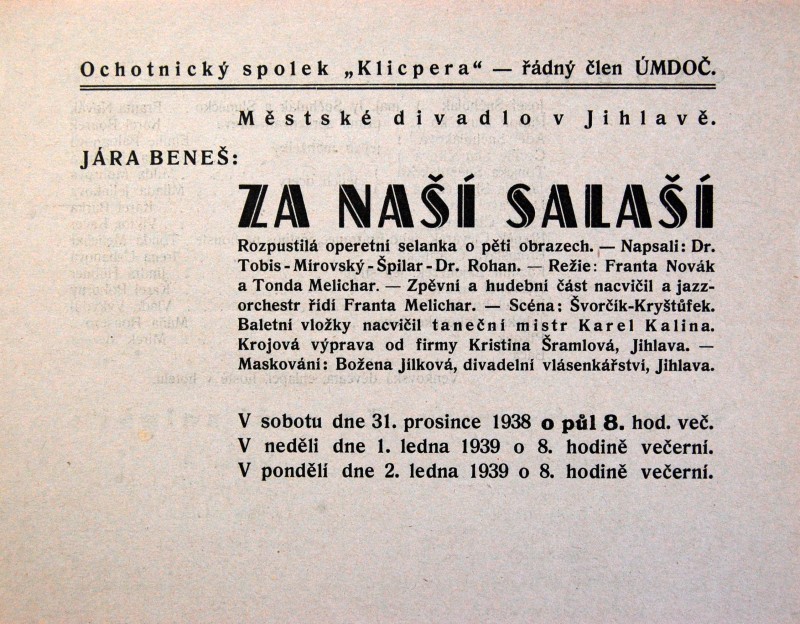 Ochotnický spolek „Klicpera“ — řádný člen ÚMDOČ.
Městské divadlo v Jihlavě.
JÁRA BENEŠ:
ZA NAŠÍ SALAŠÍ
Rozpustilá operetní selanka o pěti obrazech. — Napsali: Dr.
Tobis-Mírovský-Špilar-Dr. Rohan. — Režie: Franta Novák
a Tonda Melichar. — Zpěvní a hudební část nacvičil a jazz-
orchestr řídí Franta Melichar. — Scéna: Švorčík-Kryštůfek.
Baletní vložky nacvičil taneční mistr Karel Kalina.
Krojová výprava od firmy Kristina Šramlová, Jihlava. —
Maskování: Božena Jílková, divadelní vlásenkářství, Jihlava.
V sobotu dne 31. prosince 1938 o půl 8. hod. več.
V neděli dne 1. ledna 1939 o 8. hodině večerní.
V pondělí dne 2. ledna 1939 o 8. hodině večerní.